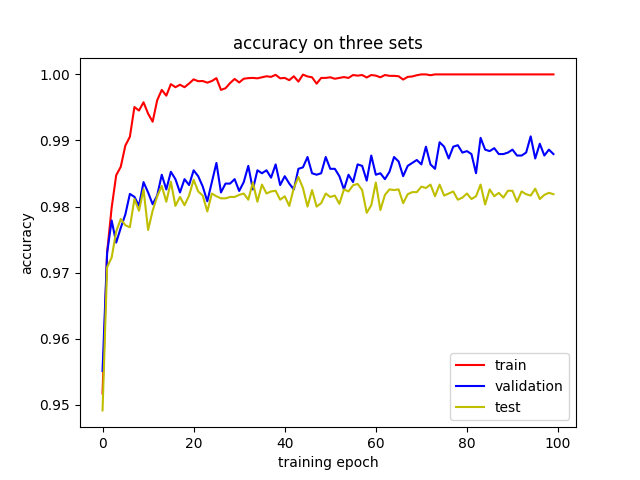 accuracy on three sets
accuracy
1.00
0.99
0.98
0.97
0.96
0.95
train
validation
test
0 20 40 60 80 100
training epoch